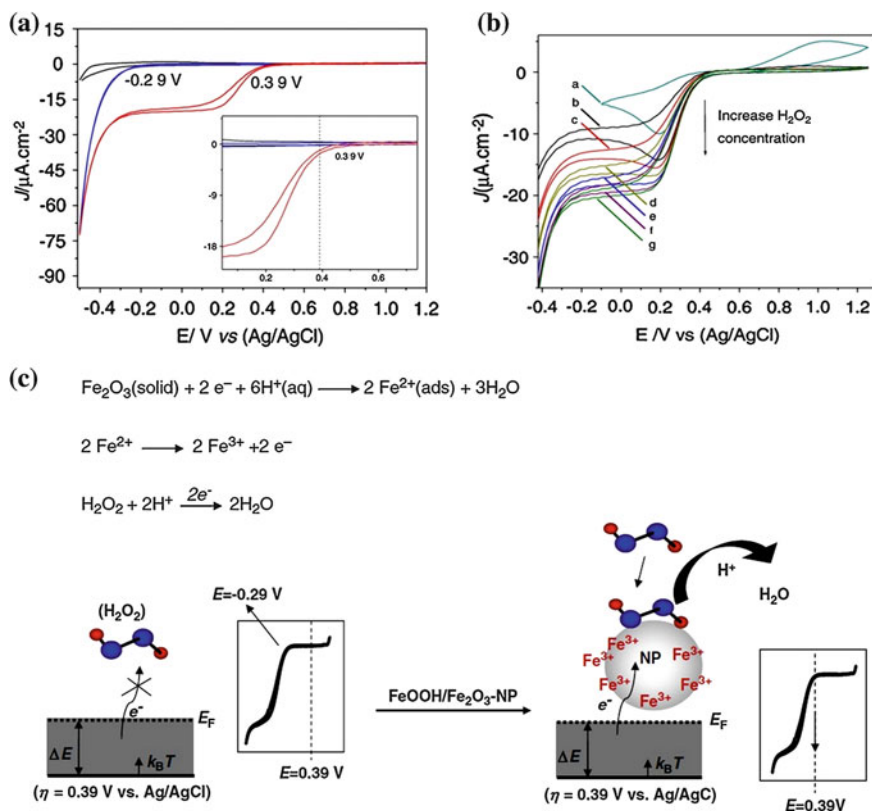 (a)
15
0
-15
-30
-45
-60
-75
-90
J/μA.cm⁻²
-0.2 9 V
0.3 9 V
0
-9
-18
0.3 9 V
0.2 0.4 0.6
-0.4 -0.2 0.0 0.2 0.4 0.6 0.8 1.0 1.2
E/ V vs (Ag/AgCl)
(b)
5
0
-10
-20
-30
J(μA.cm⁻²)
a
b
c
d
e
f
g
Increase H₂O₂
concentration
-0.4 -0.2 0.0 0.2 0.4 0.6 0.8 1.0 1.2
E /V vs (Ag/AgCl)
(c)
Fe₂O₃(solid) + 2 e⁻ + 6H⁺(aq) ⟶ 2 Fe²⁺(ads) + 3H₂O
2 Fe²⁺ ⟶ 2 Fe³⁺ +2 e⁻
H₂O₂ + 2H⁺ 2e⁻⟶ 2H₂O
(H₂O₂)
E=-0.29 V
e⁻
E_F
ΔE
k_BT
(η = 0.39 V vs. Ag/AgCl)
E=0.39 V
FeOOH/Fe₂O₃-NP
H⁺
H₂O
Fe³⁺
NP
Fe³⁺
Fe³⁺
Fe³⁺
Fe³⁺
Fe³⁺
e⁻
E_F
ΔE
k_BT
(η = 0.39 V vs. Ag/AgC)
E=0.39V